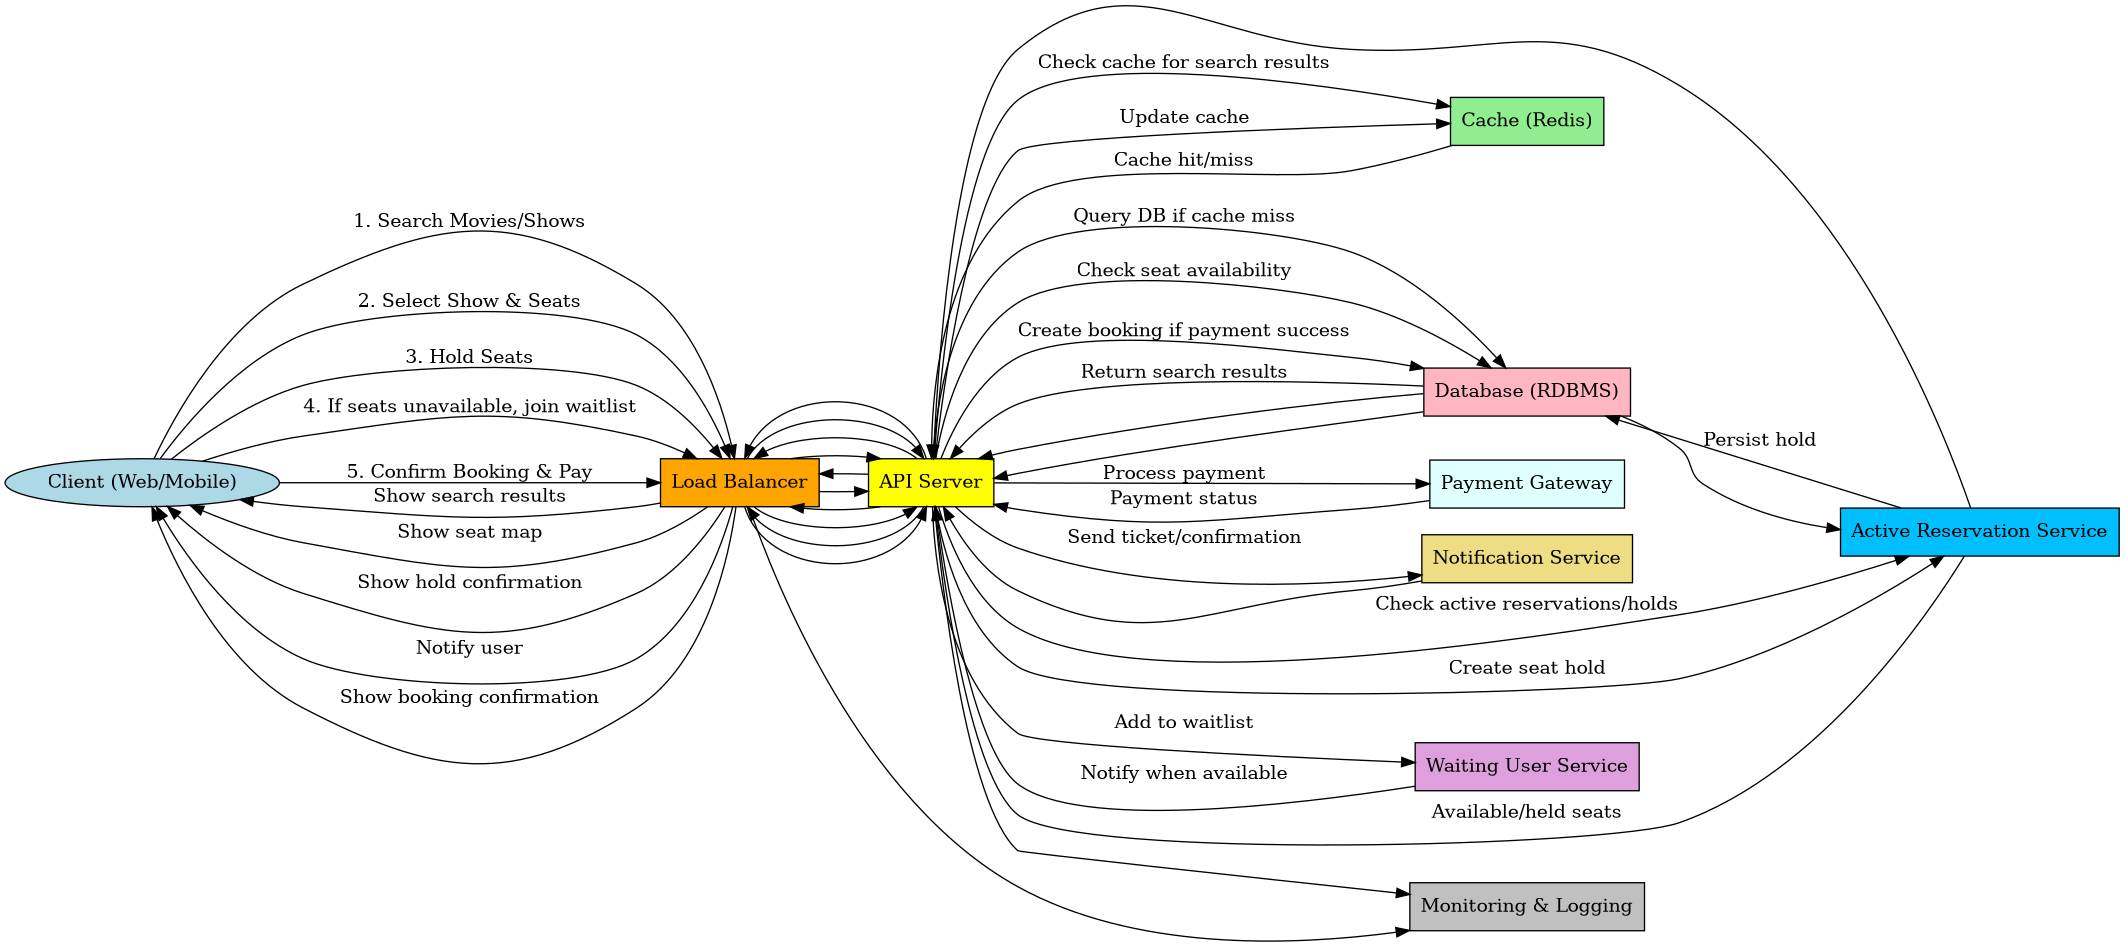 Check cache for search results
Update cache
Cache (Redis)
Cache hit/miss
1. Search Movies/Shows
Query DB if cache miss
Check seat availability
2. Select Show & Seats
Create booking if payment success
3. Hold Seats
Return search results
Database (RDBMS)
4. If seats unavailable, join waitlist
Persist hold
5. Confirm Booking & Pay
Process payment
Client (Web/Mobile)
Load Balancer
API Server
Payment Gateway
Show search results
Payment status
Show seat map
Send ticket/confirmation
Active Reservation Service
Notification Service
Show hold confirmation
Check active reservations/holds
Notify user
Create seat hold
Show booking confirmation
Add to waitlist
Waiting User Service
Notify when available
Available/held seats
Monitoring & Logging